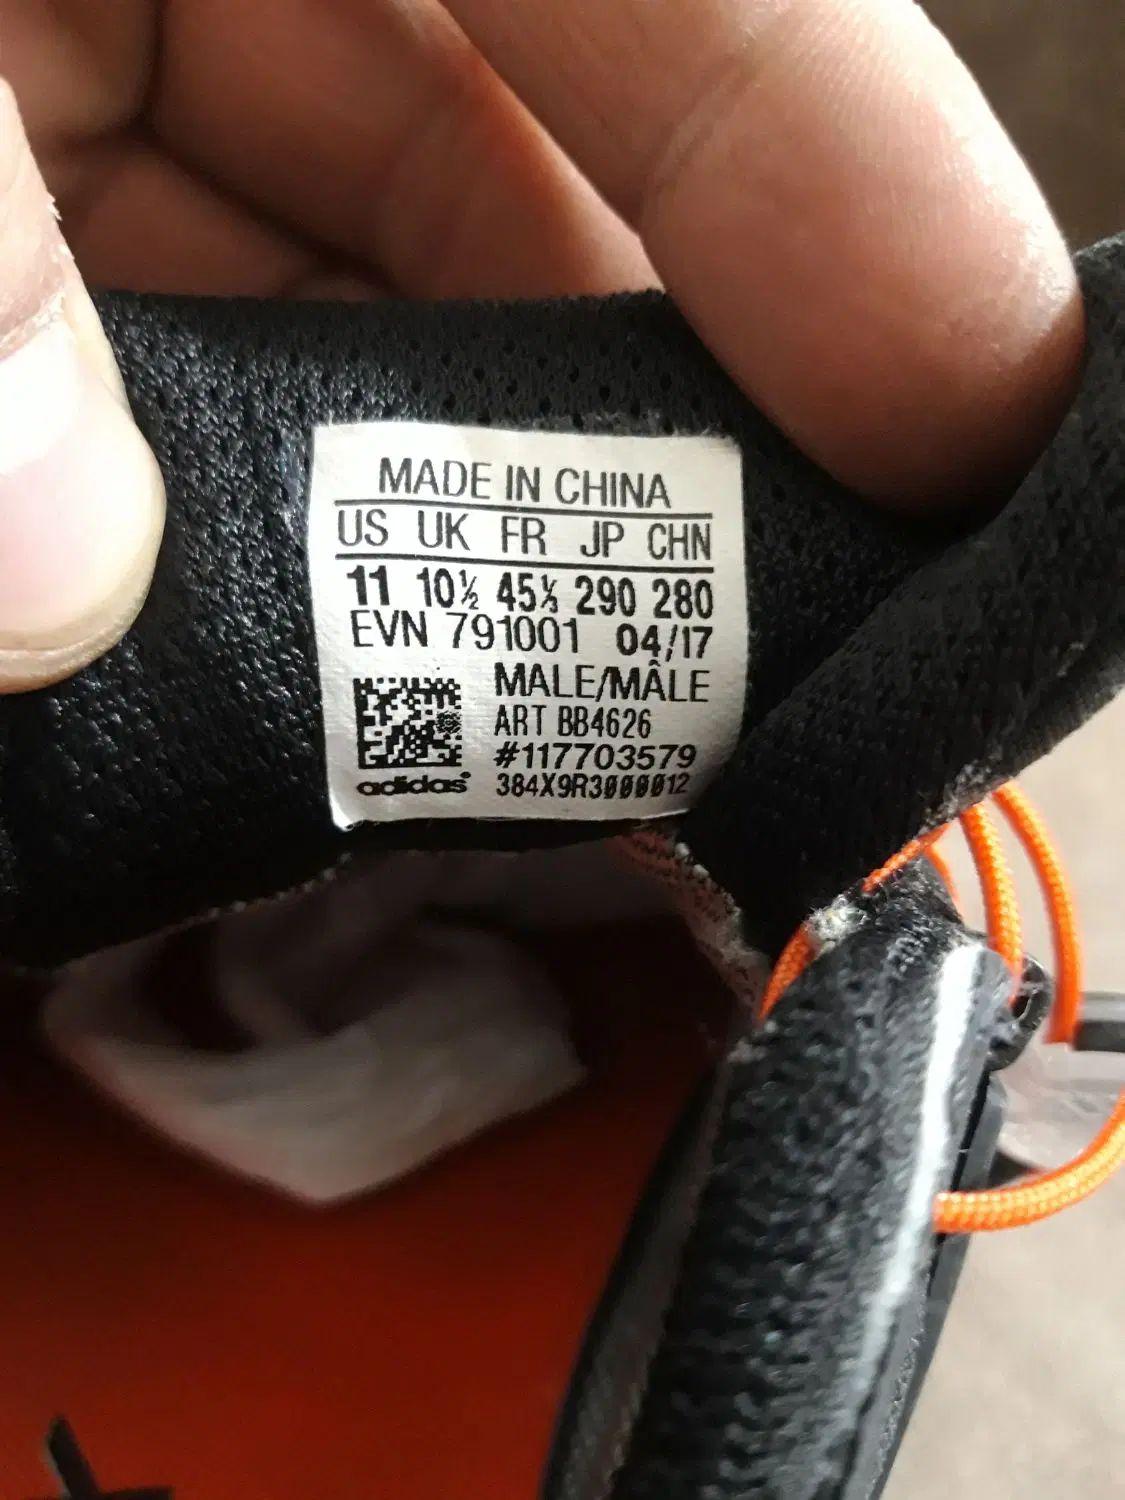 MADE IN CHINA
US UK FR JP CHN
11 10½ 45⅓ 290 280
EVN 791001 04/17
MALE/MÂLE
ART BB4626
#117703579
adidas® 384X9R3000012